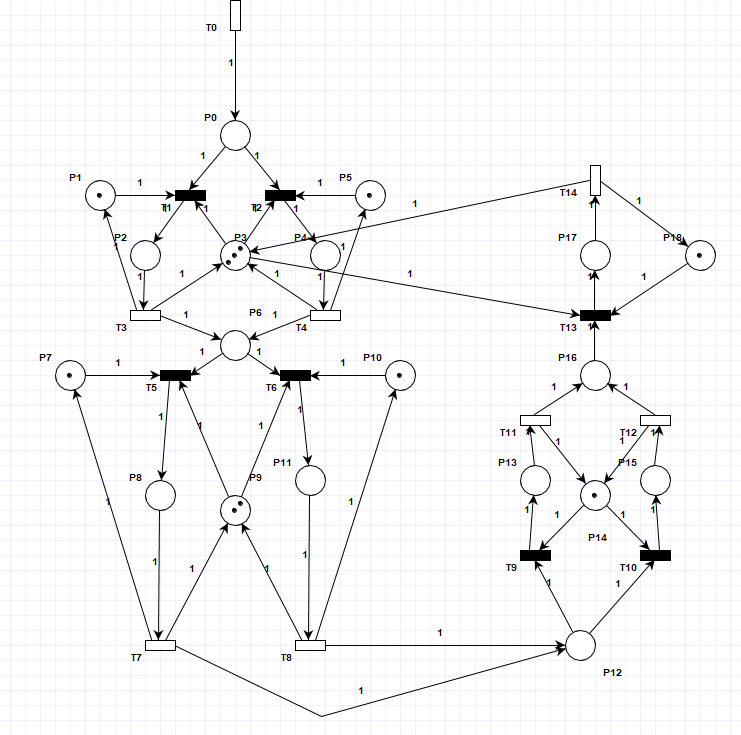 T0
1
P0
1 1
P1 1 1 P5
T1 1 1 T2 1 1
T14 1 1
P2 P3 P4 P17 P18
1 1 1 1 1 1 1 1 1
T3 1 P6 1 T4 T13 1
P7 1 1 1 1 P10 P16
T5 T6 1 1
1 1 1 1 T11 1 1 T12 1
P8 P9 P11 P13 P15
1 1 1 1 1 1
P14
1 1 1 1 T9 T10
1 1
T7 T8 1
P12
1